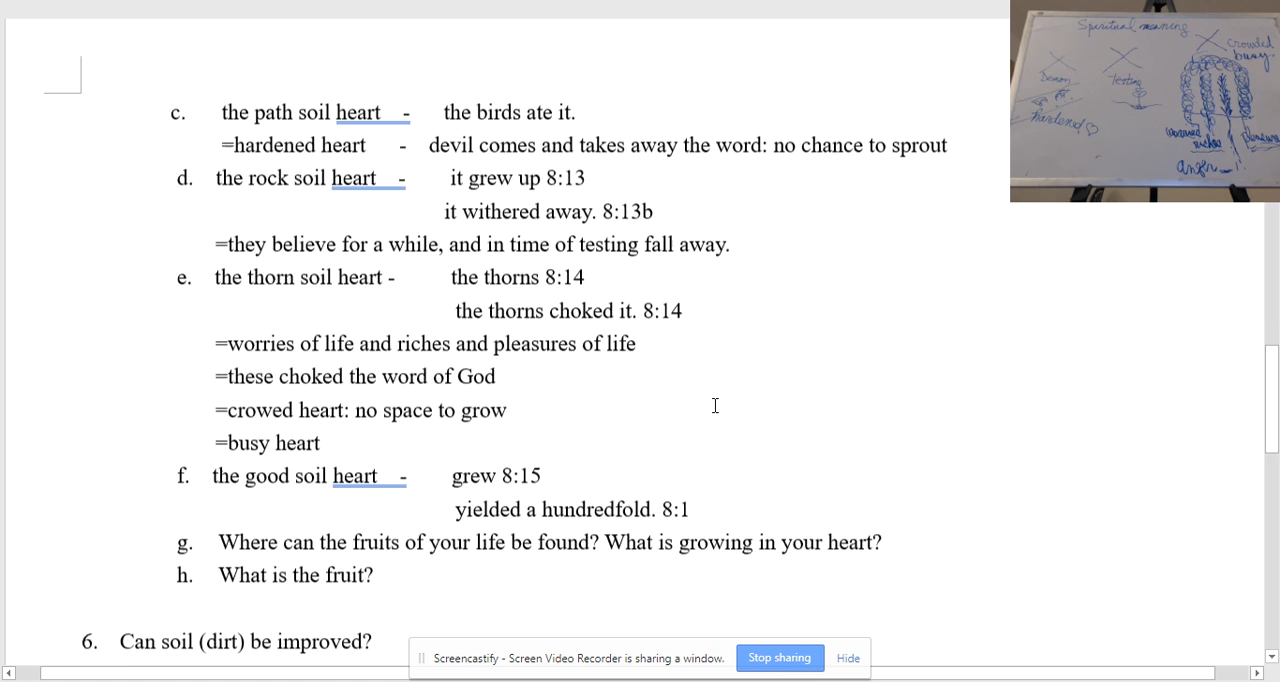 c. the path soil heart - the birds ate it.
=hardened heart - devil comes and takes away the word: no chance to sprout
d. the rock soil heart - it grew up 8:13
it withered away. 8:13b
=they believe for a while, and in time of testing fall away.
e. the thorn soil heart - the thorns 8:14
the thorns choked it. 8:14
=worries of life and riches and pleasures of life
=these choked the word of God
=crowed heart: no space to grow
=busy heart
f. the good soil heart - grew 8:15
yielded a hundredfold. 8:1
g. Where can the fruits of your life be found? What is growing in your heart?
h. What is the fruit?
6. Can soil (dirt) be improved?
Screencastify - Screen Video Recorder is sharing a window. Stop sharing Hide
Spiritual meaning
crowded
busy
Testing
hardened
riches
anger